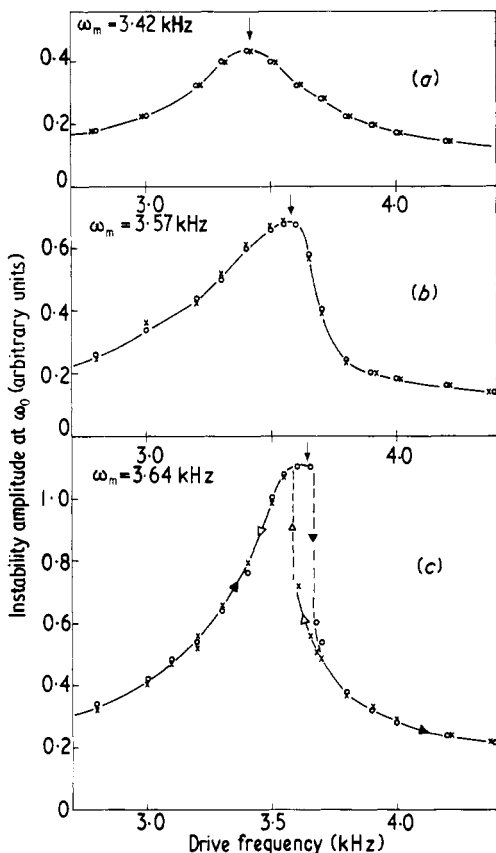 ω_m = 3·42 kHz
(a)
0·4
0·2
0
3·0
4·0
ω_m = 3·57 kHz
(b)
0·6
0·4
0·2
0
3·0
4·0
ω_m = 3·64 kHz
(c)
1·0
0·8
0·6
0·4
0·2
0
3·0
3·5
4·0
Instability amplitude at ω_0 (arbitrary units)
Drive frequency (kHz)